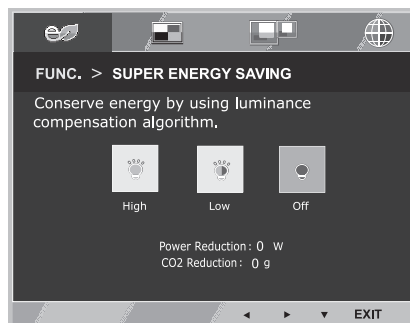 FUNC. > SUPER ENERGY SAVING
Conserve energy by using luminance
compensation algorithm.
High Low Off
Power Reduction: 0 W
CO2 Reduction: 0 g
EXIT